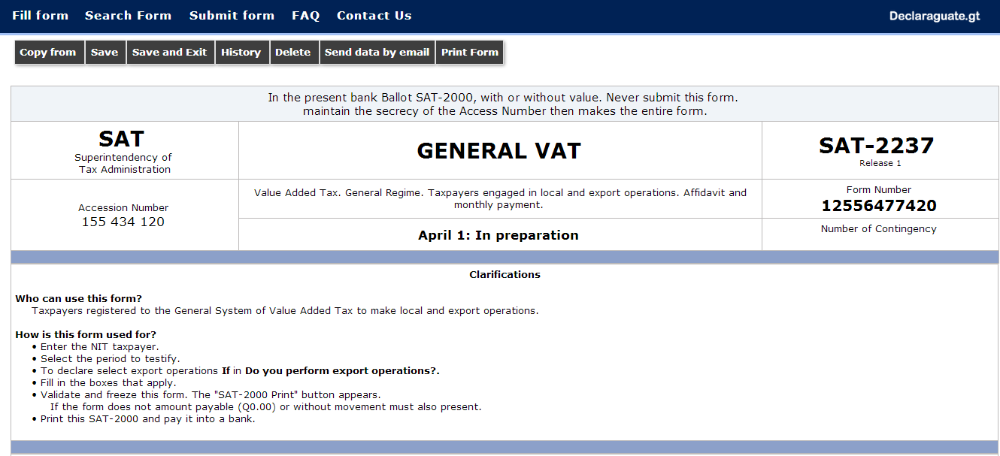 Fill form Search Form Submit form FAQ Contact Us Declaraguate.gt
Copy from Save Save and Exit History Delete Send data by email Print Form
In the present bank Ballot SAT-2000, with or without value. Never submit this form.
maintain the secrecy of the Access Number then makes the entire form.
SAT
Superintendency of
Tax Administration
GENERAL VAT
SAT-2237
Release 1
Accession Number
155 434 120
Value Added Tax. General Regime. Taxpayers engaged in local and export operations. Affidavit and
monthly payment.
Form Number
12556477420
April 1: In preparation
Number of Contingency
Clarifications
Who can use this form?
Taxpayers registered to the General System of Value Added Tax to make local and export operations.
How is this form used for?
• Enter the NIT taxpayer.
• Select the period to testify.
• To declare select export operations If in Do you perform export operations?.
• Fill in the boxes that apply.
• Validate and freeze this form. The "SAT-2000 Print" button appears.
If the form does not amount payable (Q0.00) or without movement must also present.
• Print this SAT-2000 and pay it into a bank.